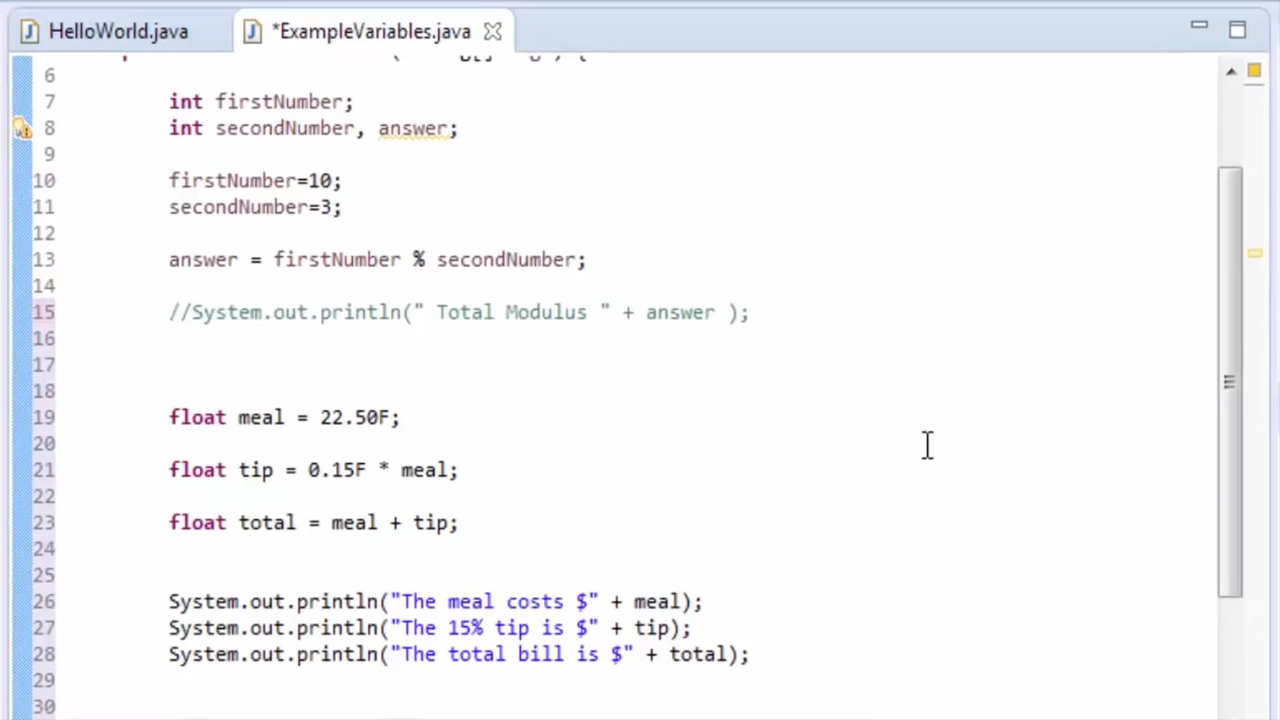 HelloWorld.java
*ExampleVariables.java
6
7 int firstNumber;
8 int secondNumber, answer;
9
10 firstNumber=10;
11 secondNumber=3;
12
13 answer = firstNumber % secondNumber;
14
15 //System.out.println(" Total Modulus " + answer );
16
17
18
19 float meal = 22.50F;
20
21 float tip = 0.15F * meal;
22
23 float total = meal + tip;
24
25
26 System.out.println("The meal costs $" + meal);
27 System.out.println("The 15% tip is $" + tip);
28 System.out.println("The total bill is $" + total);
29
30